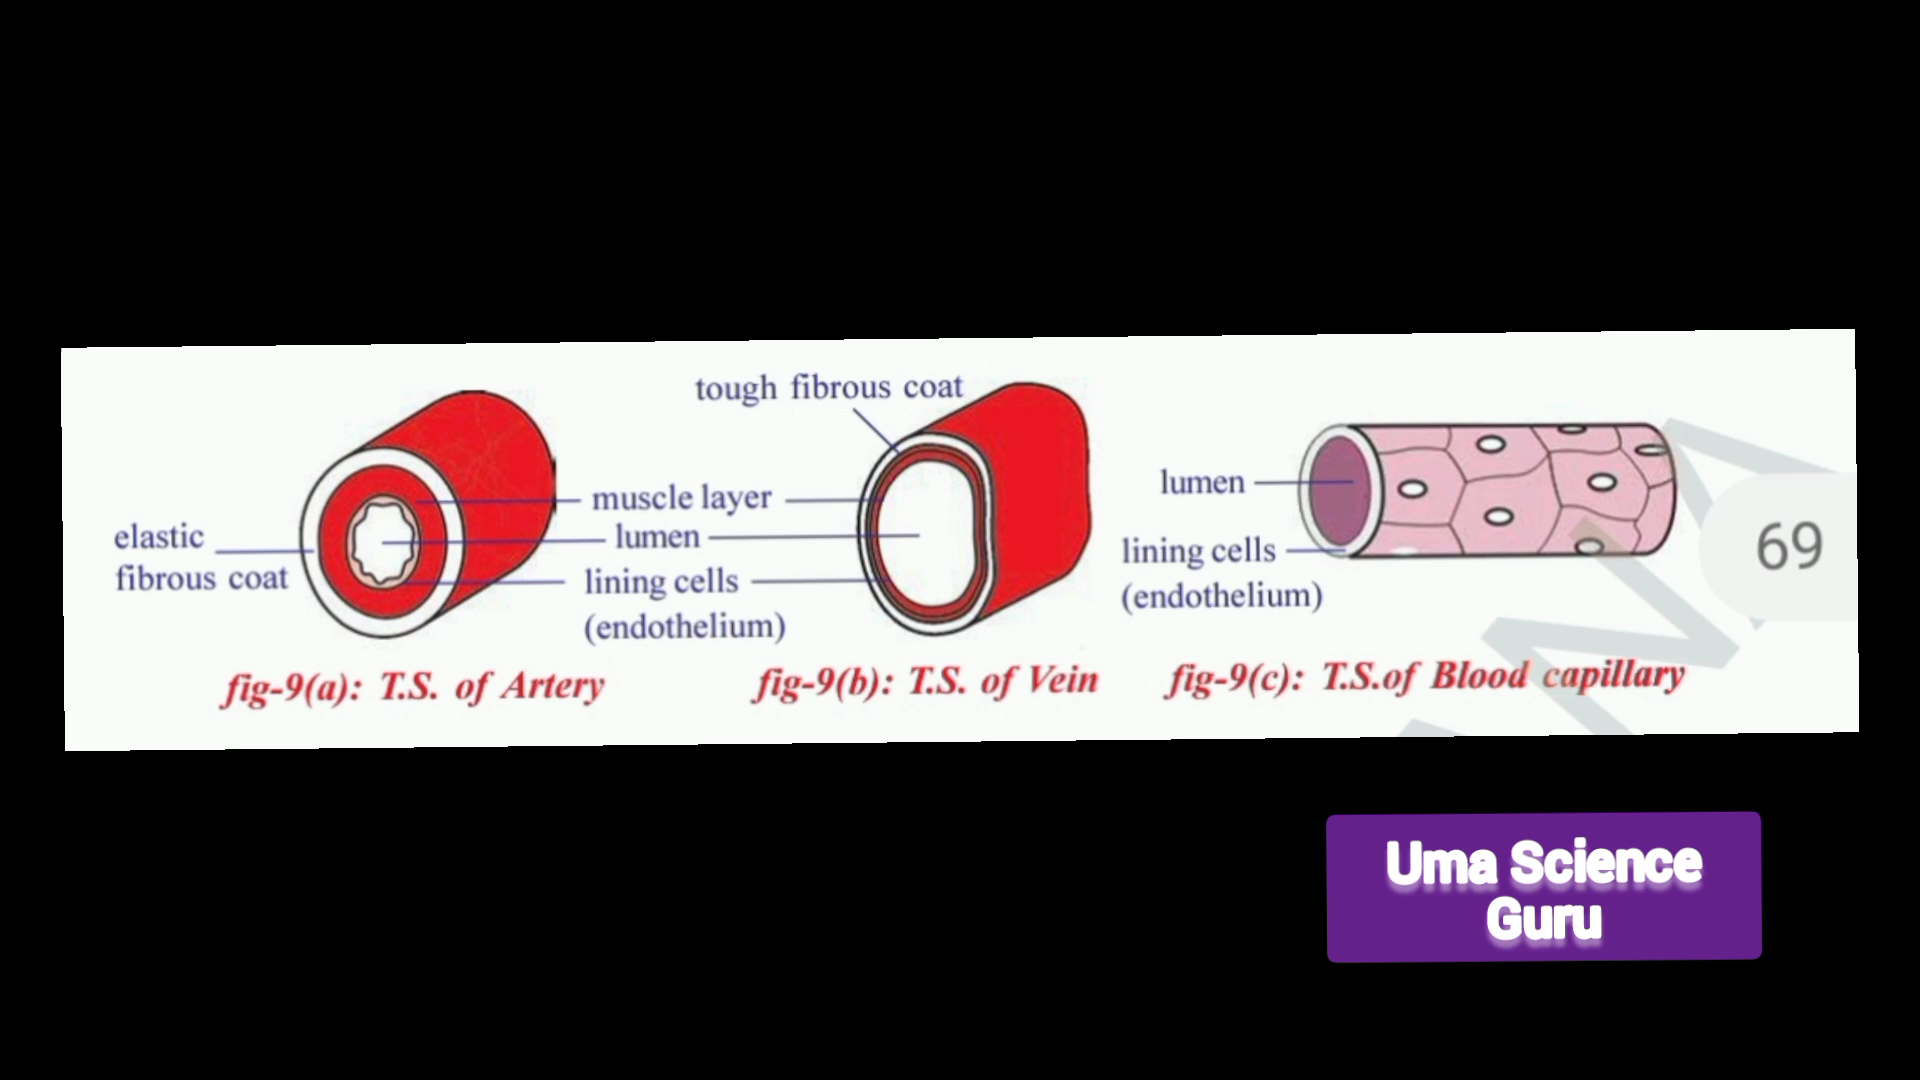 tough fibrous coat
elastic
fibrous coat
muscle layer
lumen
lining cells
(endothelium)
lumen
lining cells
(endothelium)
69
fig-9(a): T.S. of Artery
fig-9(b): T.S. of Vein
fig-9(c): T.S.of Blood capillary
Uma Science
Guru